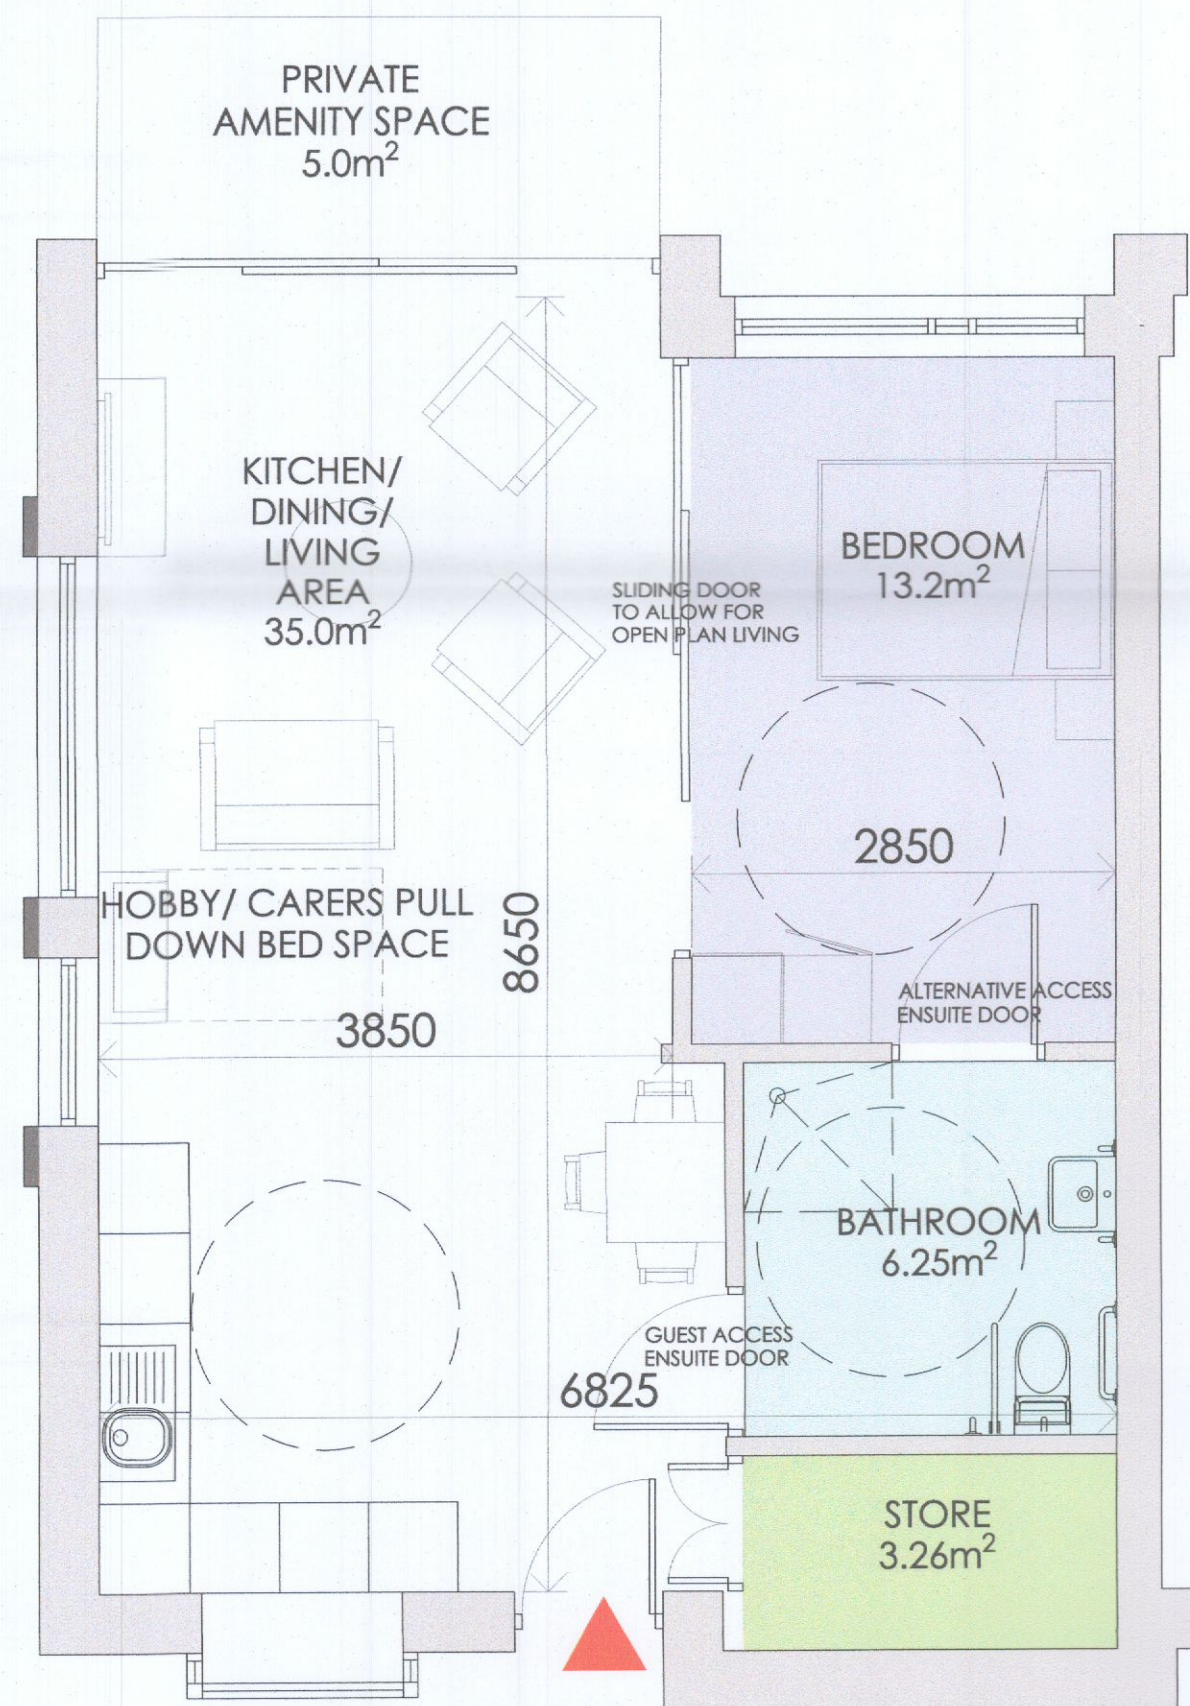 PRIVATE
AMENITY SPACE
5.0m²
KITCHEN/
DINING/
LIVING
AREA
35.0m²
BEDROOM
13.2m²
SLIDING DOOR
TO ALLOW FOR
OPEN PLAN LIVING
2850
HOBBY/ CARERS PULL
DOWN BED SPACE
8650
3850
ALTERNATIVE ACCESS
ENSUITE DOOR
BATHROOM
6.25m²
GUEST ACCESS
ENSUITE DOOR
6825
STORE
3.26m²